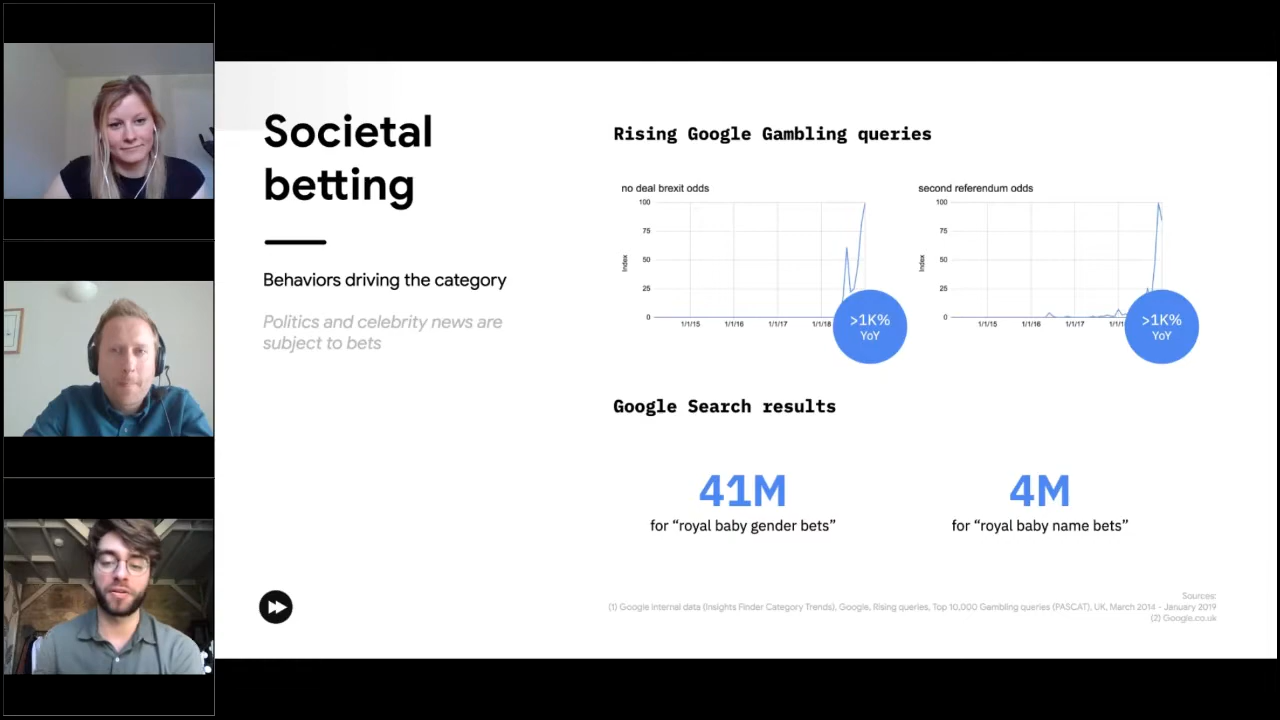 Societal
betting
Behaviors driving the category
Politics and celebrity news are
subject to bets
Rising Google Gambling queries
no deal brexit odds
100
75
50
25
0
Index
1/1/15
1/1/16
1/1/17
1/1/18
>1K%
YoY
second referendum odds
100
75
50
25
0
Index
1/1/15
1/1/16
1/1/17
>1K%
YoY
Google Search results
41M
for “royal baby gender bets”
4M
for “royal baby name bets”
Sources:
(1) Google internal data (Insights Finder Category Trends), Google, Rising queries, Top 10,000 Gambling queries (PASCAT), UK, March 2014 - January 2019
(2) Google.co.uk